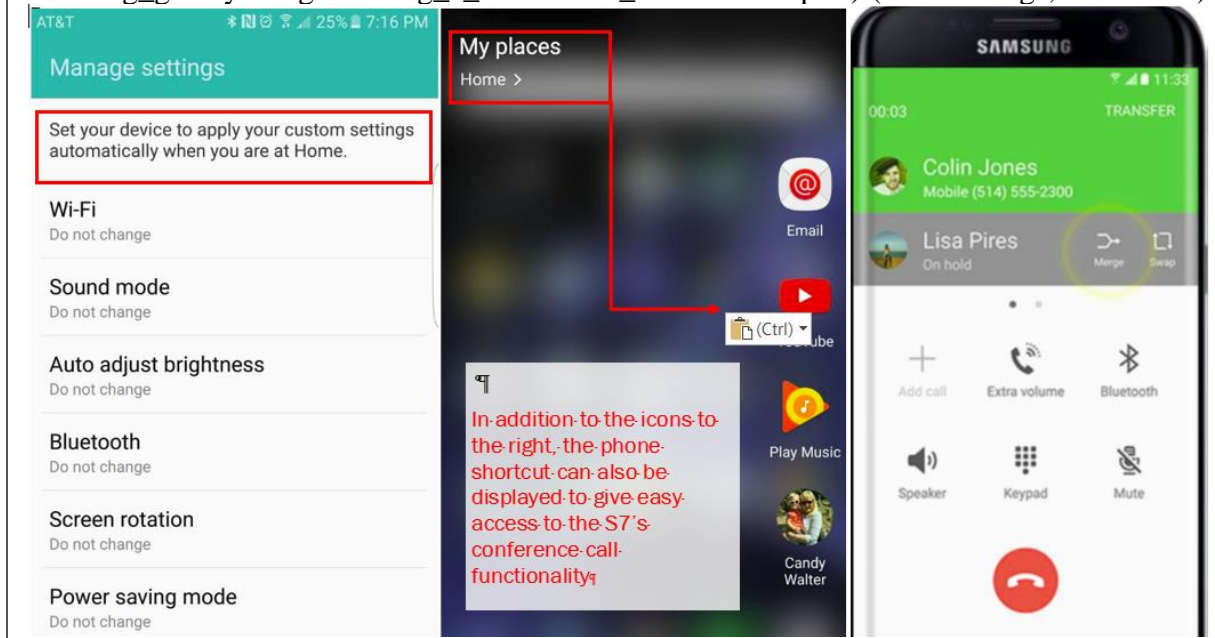 AT&T 25% 7:16 PM
Manage settings
Set your device to apply your custom settings
automatically when you are at Home.
Wi-Fi
Do not change
Sound mode
Do not change
Auto adjust brightness
Do not change
Bluetooth
Do not change
Screen rotation
Do not change
Power saving mode
Do not change
My places
Home >
Email
(Ctrl)
Play Music
Candy
Walter
¶
In addition to the icons to
the right, the phone
shortcut can also be
displayed to give easy
access to the S7's
conference call
functionality¶
SAMSUNG
11:33
00:03 TRANSFER
Colin Jones
Mobile (514) 555-2300
Lisa Pires
On hold
Merge Swap
Add call Extra volume Bluetooth
Speaker Keypad Mute